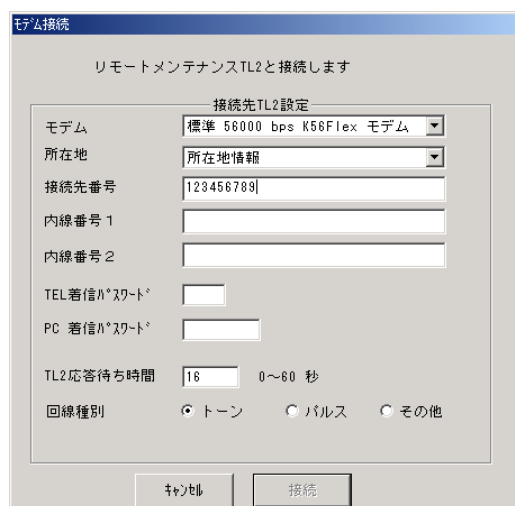 ﾓﾃﾞﾑ接続
リモートメンテナンスTL2と接続します
接続先TL2設定
モデム 標準 56000 bps K56Flex モデム
所在地 所在地情報
接続先番号 123456789
内線番号１
内線番号２
TEL着信ﾊﾟｽﾜｰﾄﾞ
PC 着信ﾊﾟｽﾜｰﾄﾞ
TL2応答待ち時間 16 0～60 秒
回線種別 トーン パルス その他
ｷｬﾝｾﾙ 接続